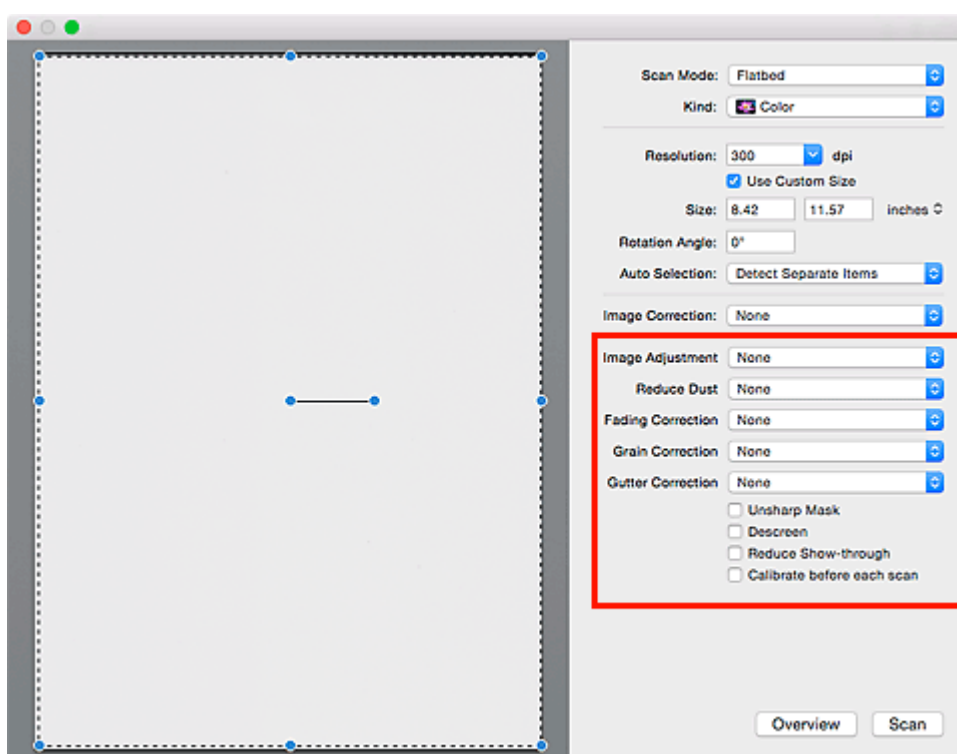 Scan Mode: Flatbed
Kind: Color
Resolution: 300 dpi
Use Custom Size
Size: 8.42 11.57 inches
Rotation Angle: 0°
Auto Selection: Detect Separate Items
Image Correction: None
Image Adjustment None
Reduce Dust None
Fading Correction None
Grain Correction None
Gutter Correction None
Unsharp Mask
Descreen
Reduce Show-through
Calibrate before each scan
Overview Scan